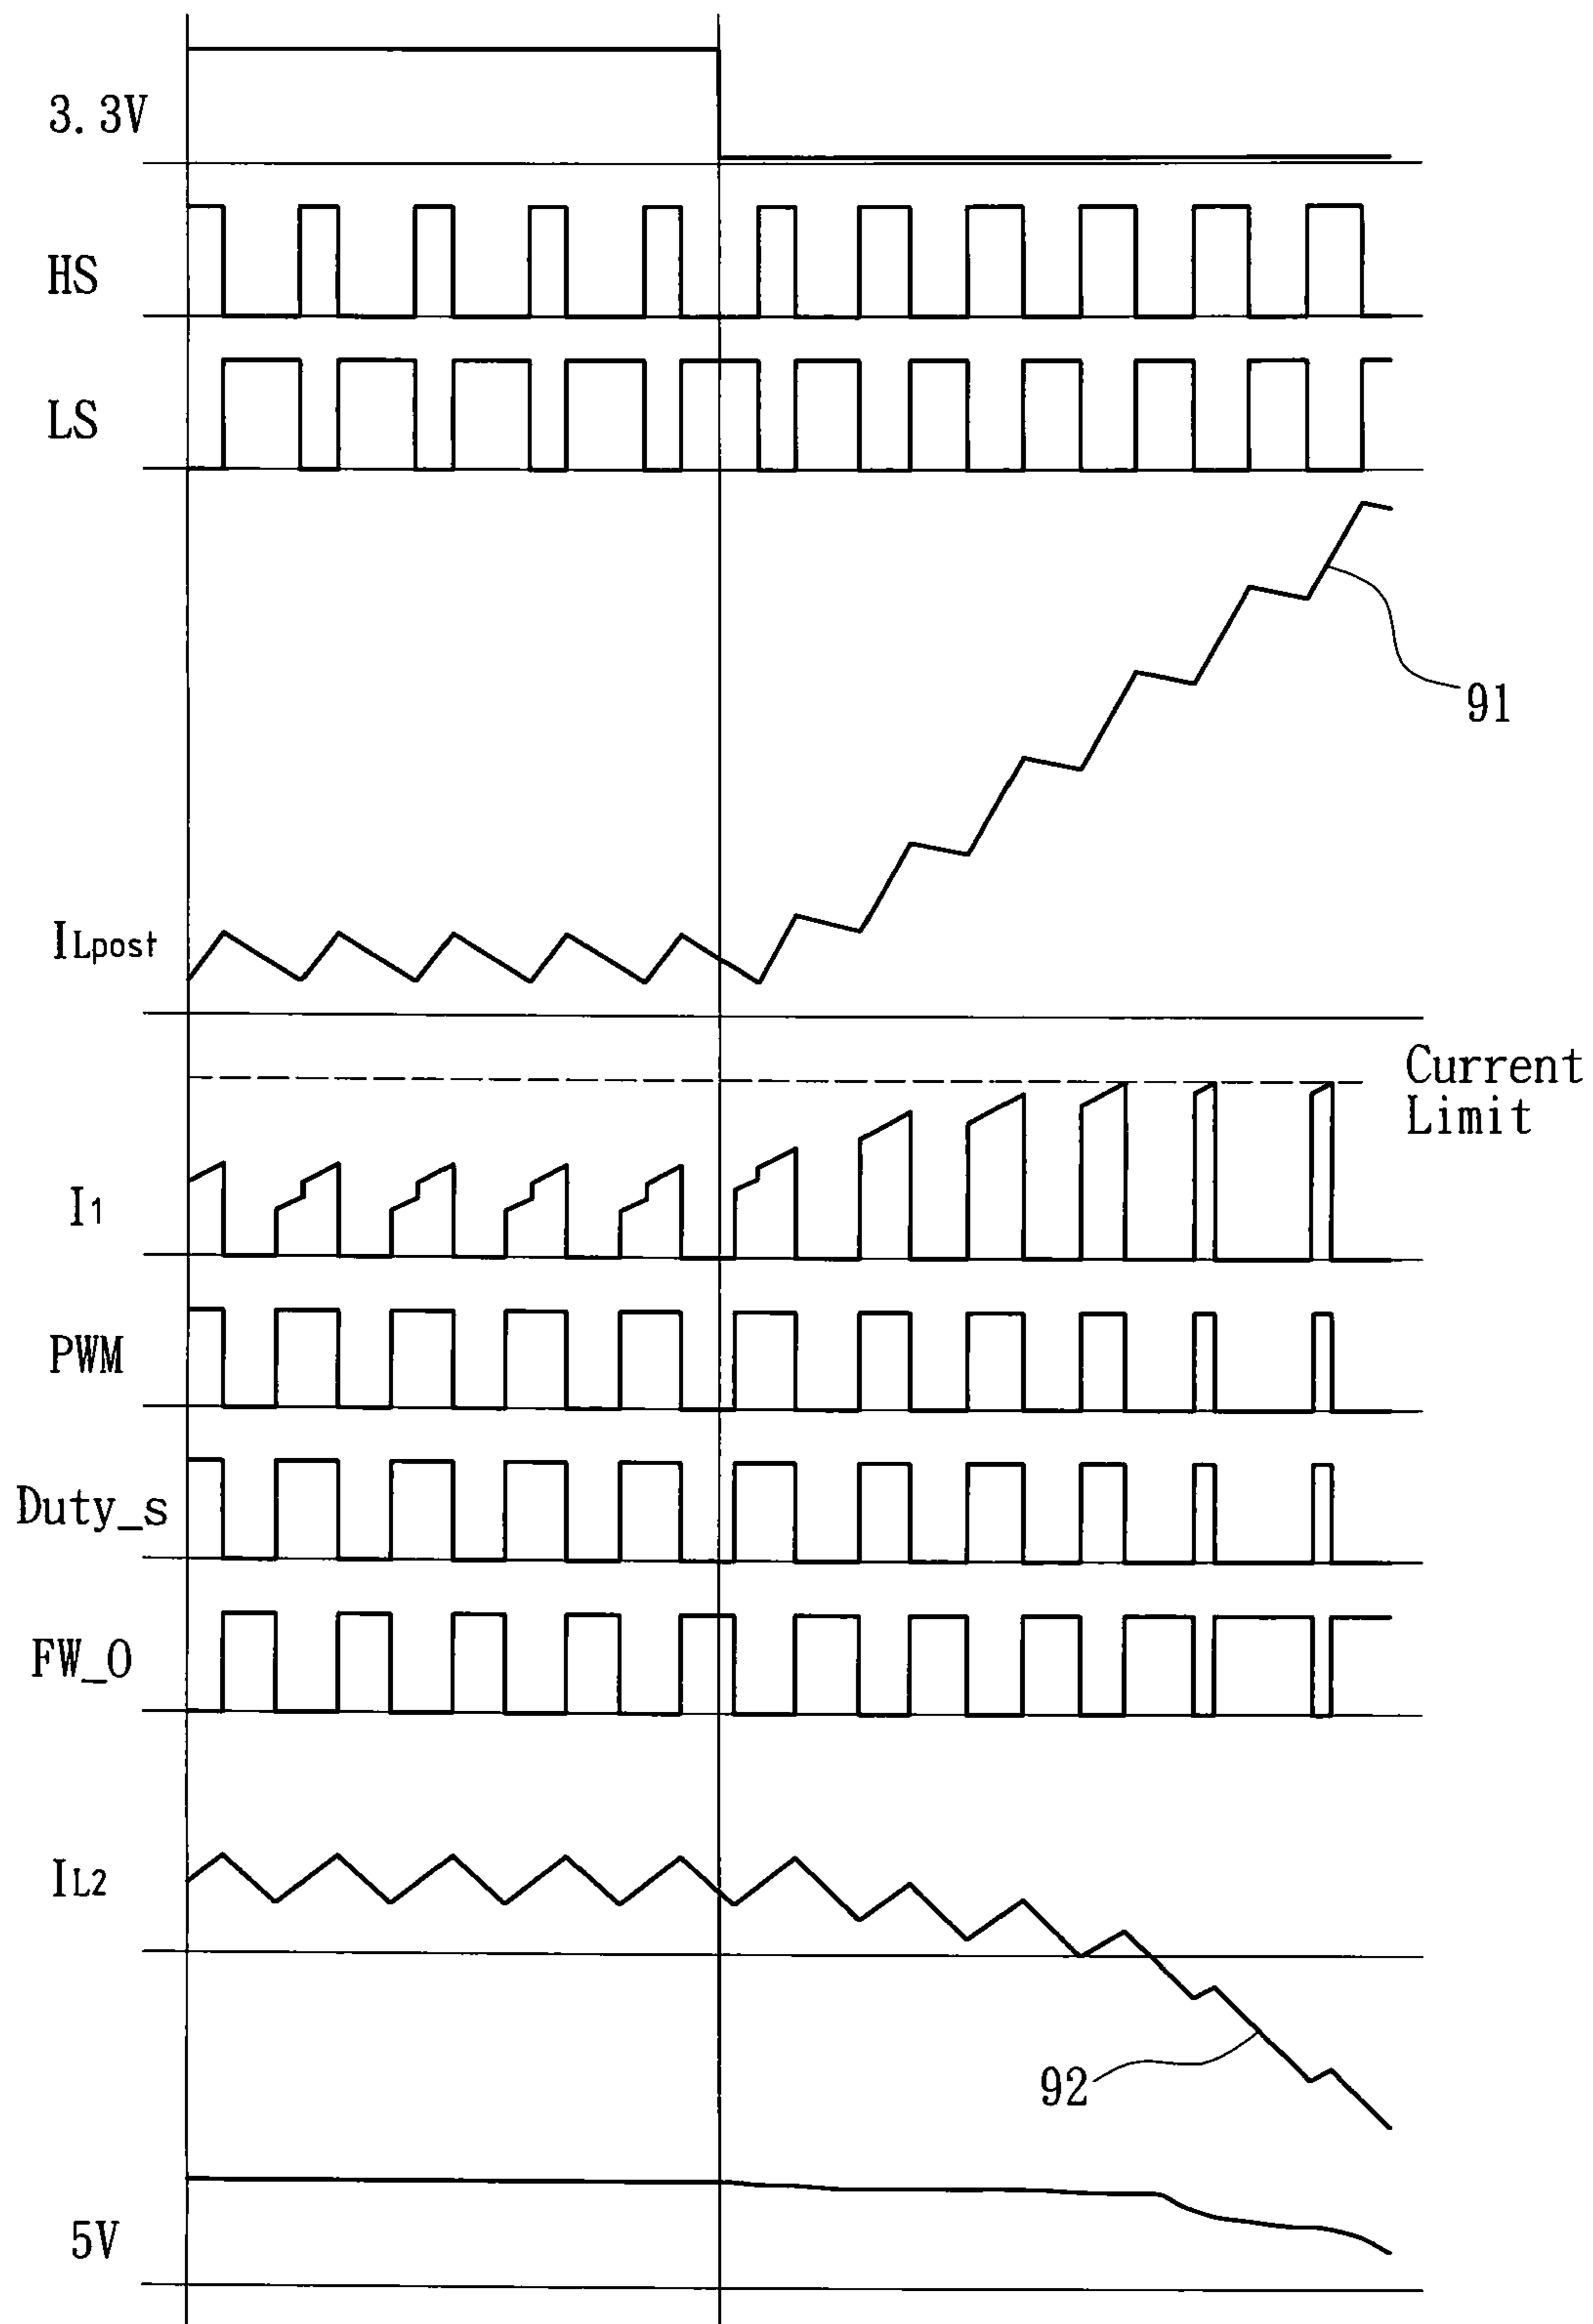 3.3V
HS
LS
91
ILpost
Current
Limit
I1
PWM
Duty_s
FW_O
IL2
92
5V